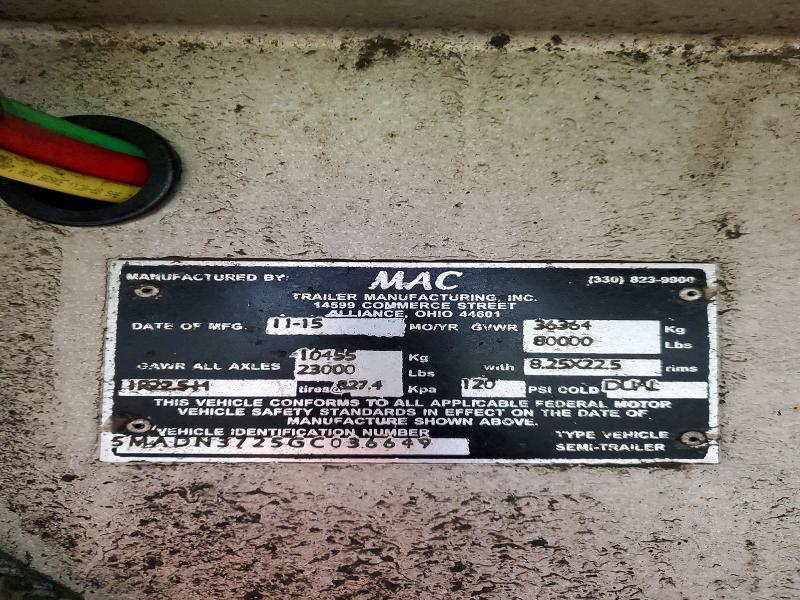 MANUFACTURED BY: MAC (330) 823-9900
TRAILER MANUFACTURING, INC.
14599 COMMERCE STREET
ALLIANCE, OHIO 44601
DATE OF MFG. 11-15 MO/YR GVWR 36364 Kg
80000 Lbs
GAWR ALL AXLES 10455 Kg
23000 Lbs with 8.25X22.5 rims
tires@ 827.4 Kpa 120 PSI COLD DUAL
THIS VEHICLE CONFORMS TO ALL APPLICABLE FEDERAL MOTOR
VEHICLE SAFETY STANDARDS IN EFFECT ON THE DATE OF
MANUFACTURE SHOWN ABOVE.
VEHICLE IDENTIFICATION NUMBER TYPE VEHICLE
5MADN3725GC036649 SEMI-TRAILER